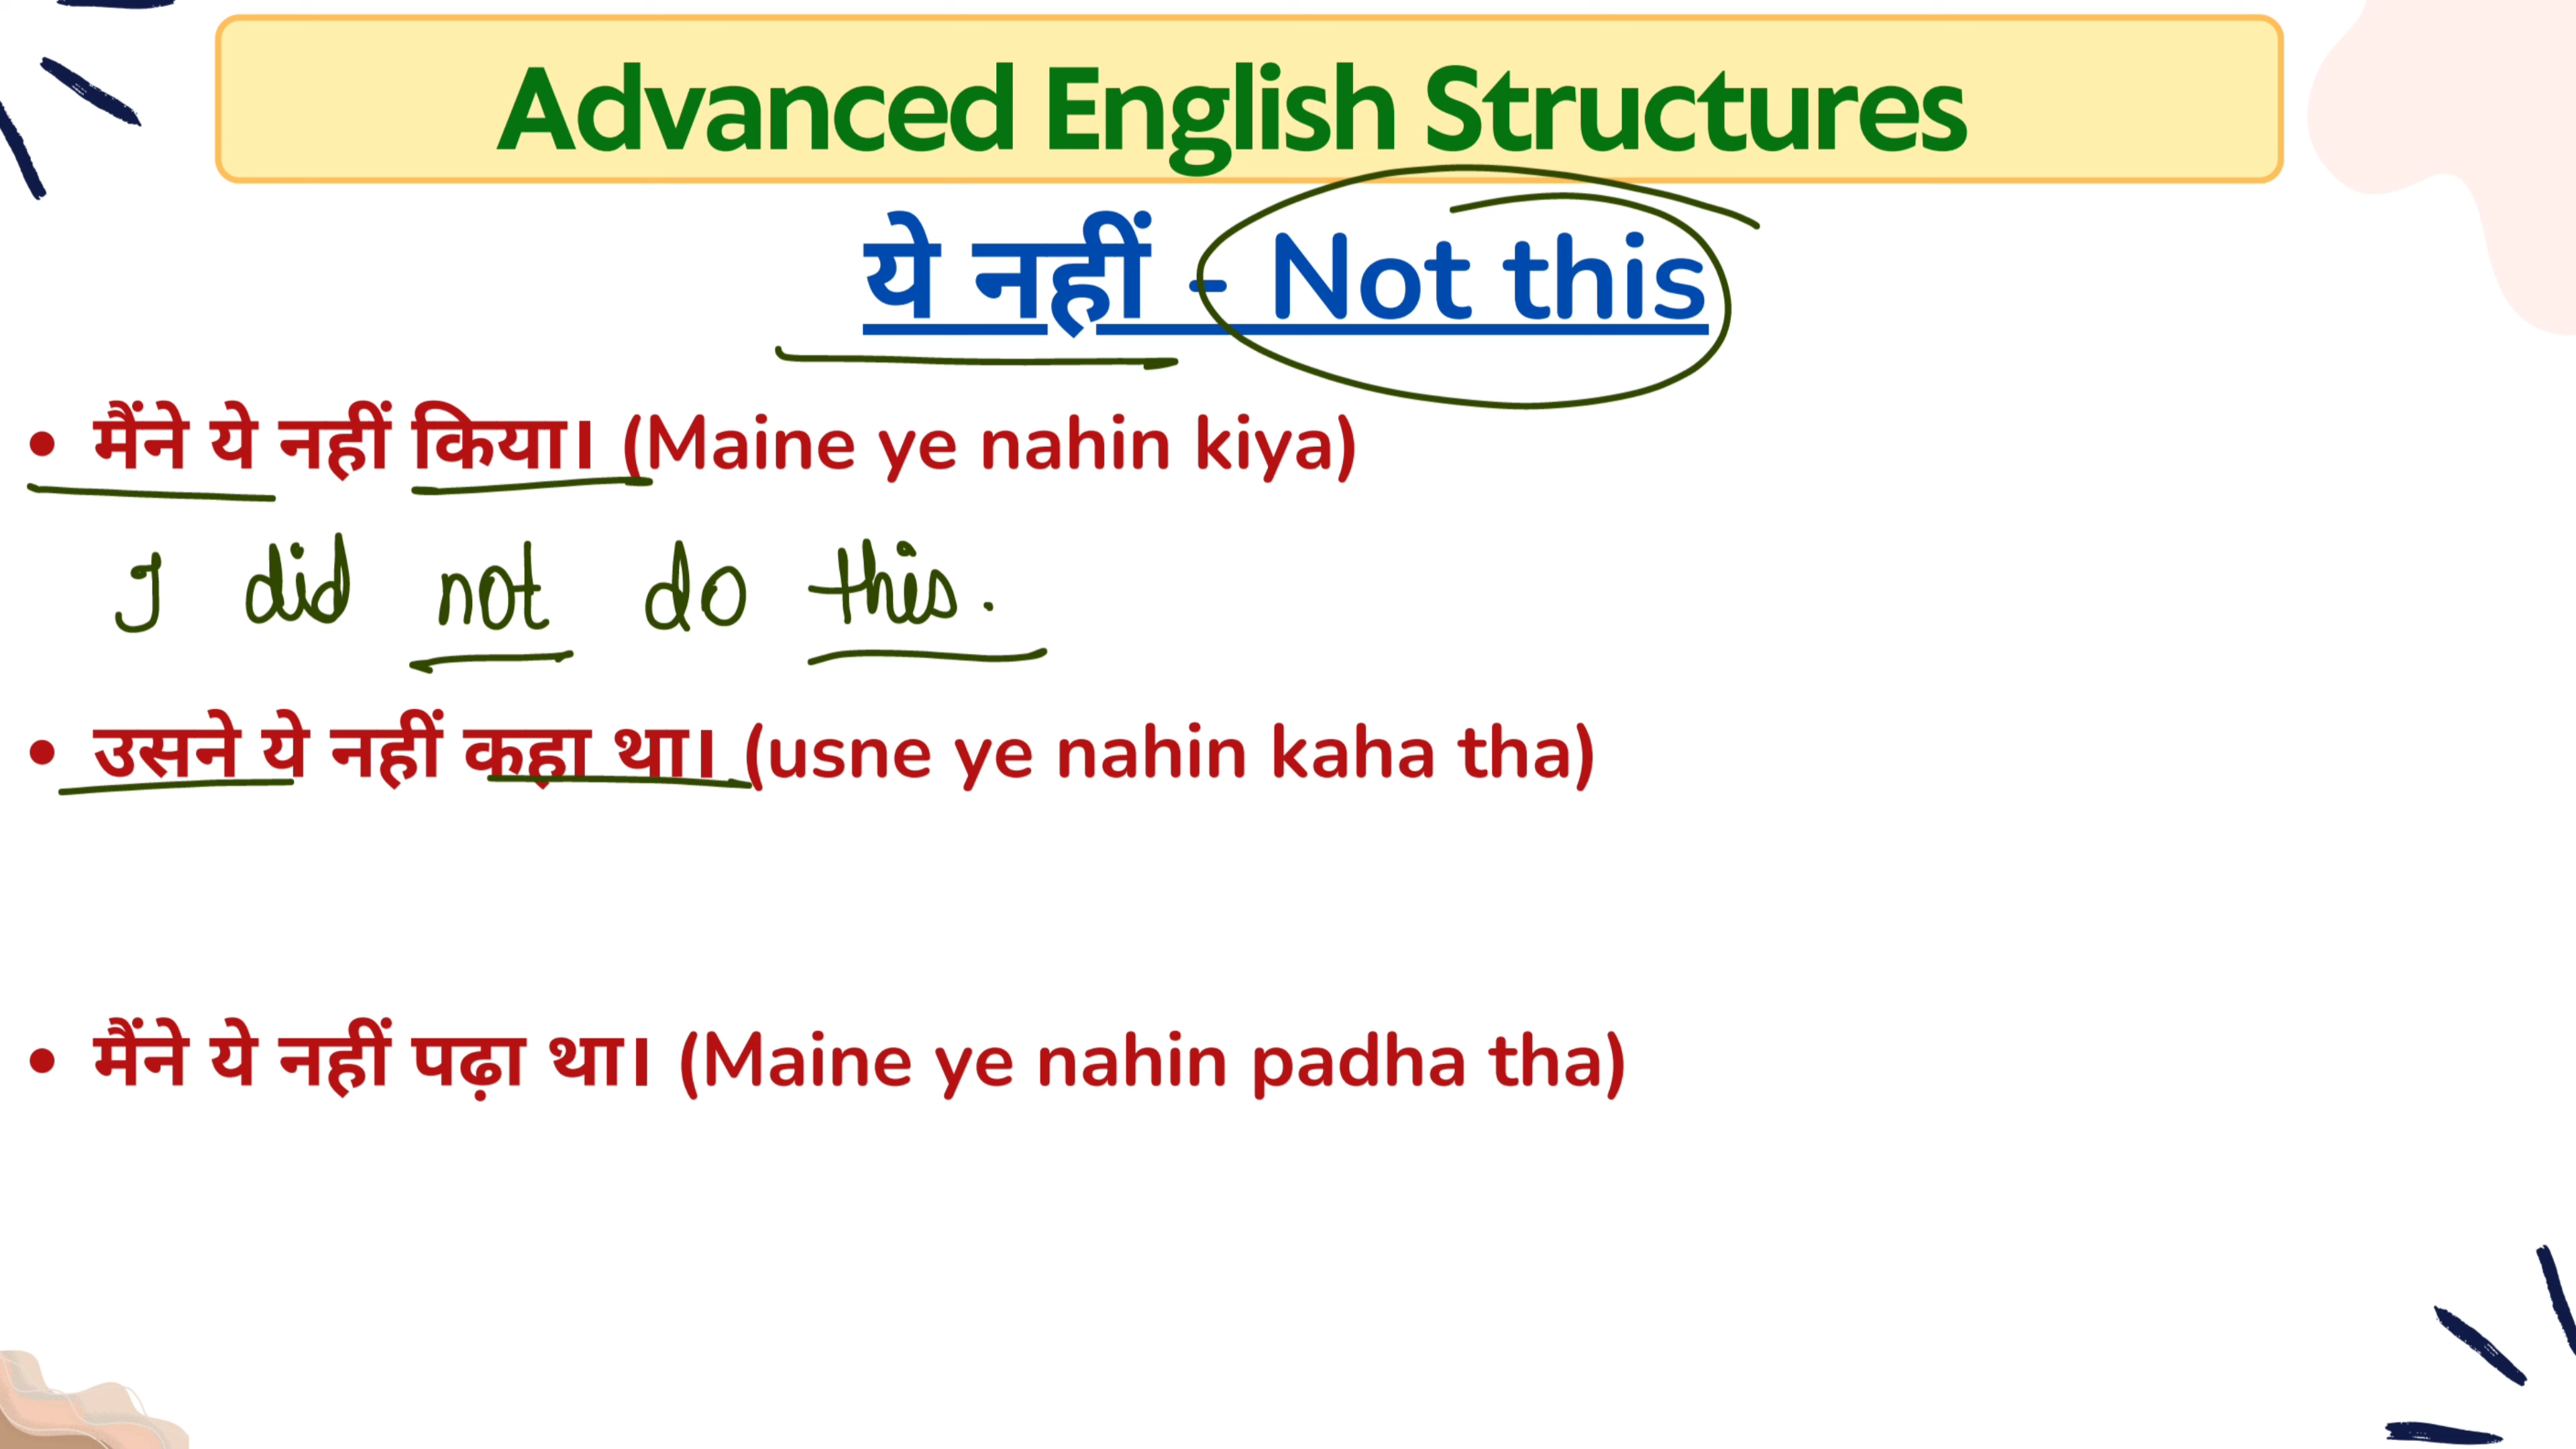 Advanced English Structures
ये नहीं - Not this
• मैंने ये नहीं किया। (Maine ye nahin kiya)
I did not do this.
• उसने ये नहीं कहा था। (usne ye nahin kaha tha)
• मैंने ये नहीं पढ़ा था। (Maine ye nahin padha tha)